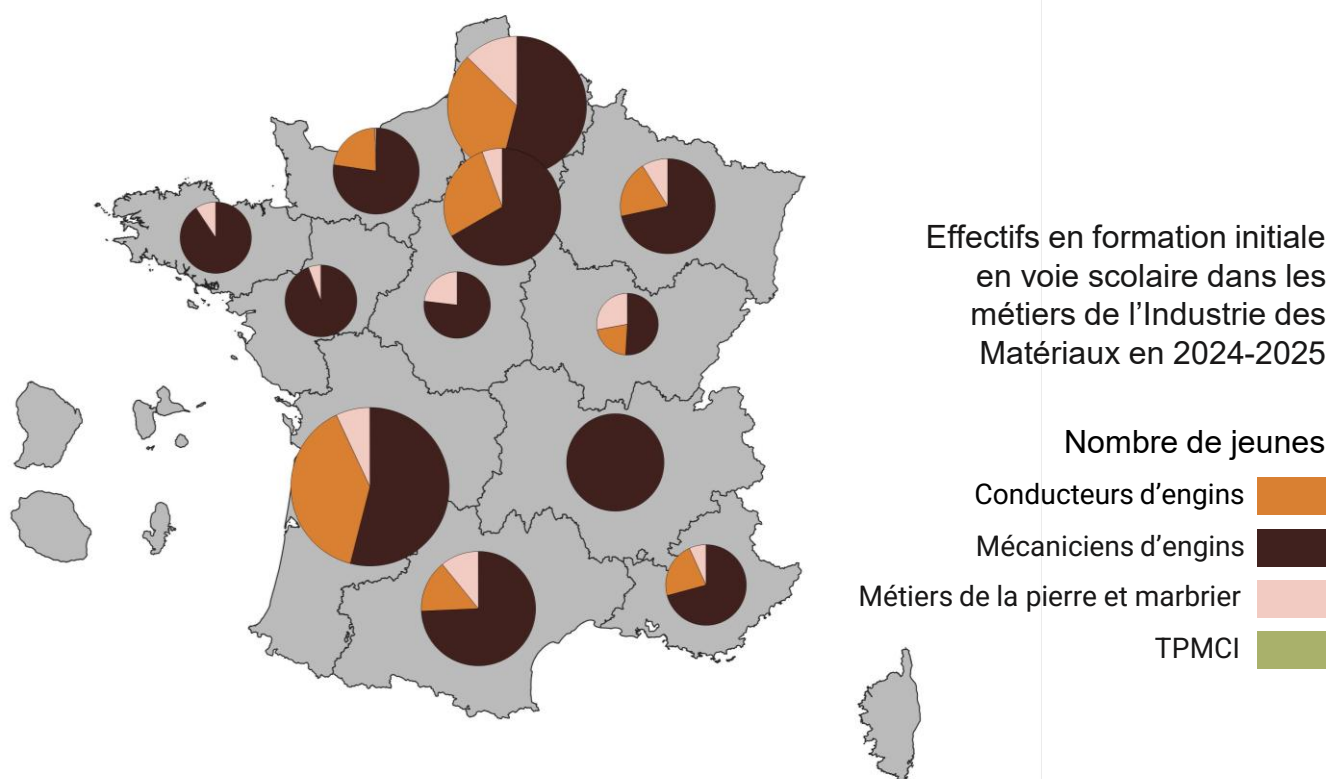 Effectifs en formation initiale
en voie scolaire dans les
métiers de l’Industrie des
Matériaux en 2024-2025
Nombre de jeunes
Conducteurs d’engins
Mécaniciens d’engins
Métiers de la pierre et marbrier
TPMCI